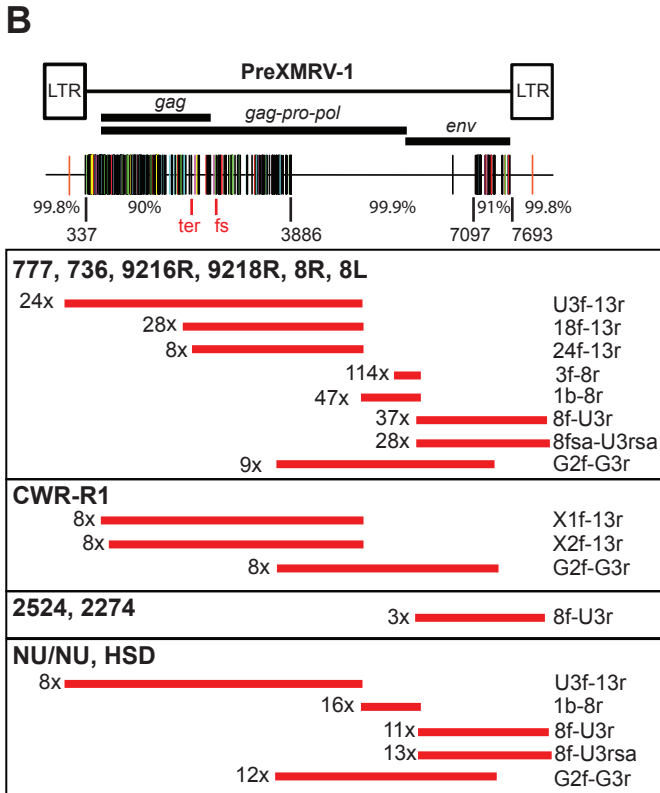 B
PreXMRV-1
LTR LTR
gag
gag-pro-pol
env
99.8% 90% 99.9% 91% 99.8%
ter fs
337 3886 7097 7693
777, 736, 9216R, 9218R, 8R, 8L
24x U3f-13r
28x 18f-13r
8x 24f-13r
114x 3f-8r
47x 1b-8r
37x 8f-U3r
28x 8fsa-U3rsa
9x G2f-G3r
CWR-R1
8x X1f-13r
8x X2f-13r
8x G2f-G3r
2524, 2274
3x 8f-U3r
NU/NU, HSD
8x U3f-13r
16x 1b-8r
11x 8f-U3r
13x 8f-U3rsa
12x G2f-G3r